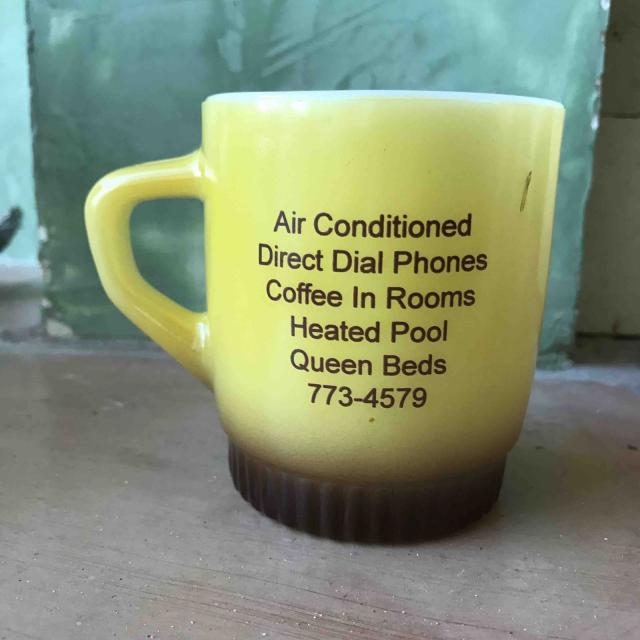 Air Conditioned
Direct Dial Phones
Coffee In Rooms
Heated Pool
Queen Beds
773-4579